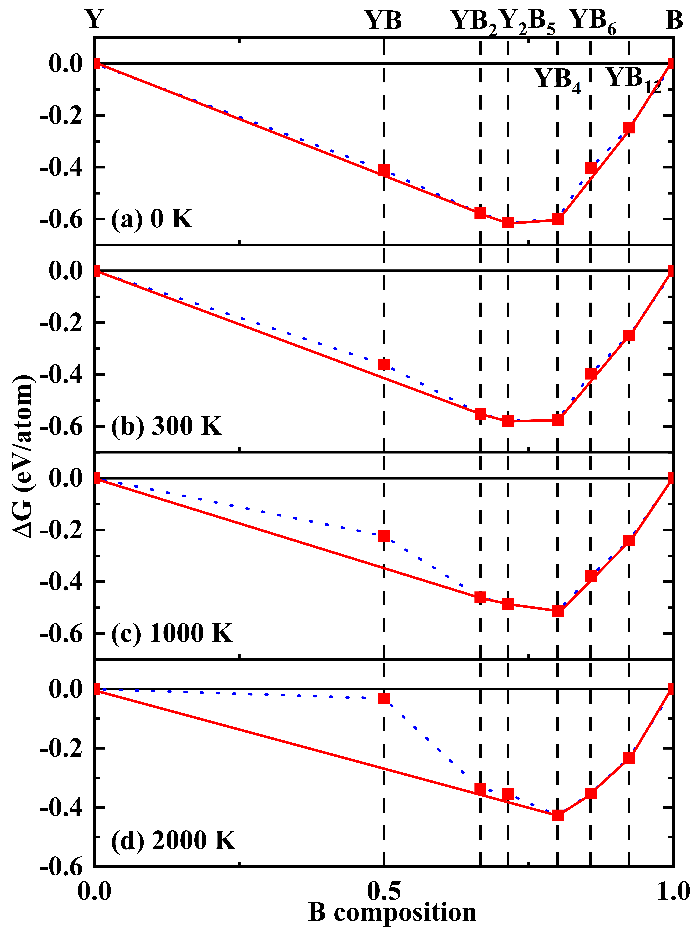 Y YB YB₂ Y₂B₅ YB₆ B
YB₄ YB₁₂
0.0
-0.2
-0.4
-0.6
(a) 0 K
0.0
-0.2
-0.4
-0.6
(b) 300 K
0.0
-0.2
-0.4
-0.6
(c) 1000 K
0.0
-0.2
-0.4
-0.6
(d) 2000 K
ΔG (eV/atom)
0.0 0.5 1.0
B composition